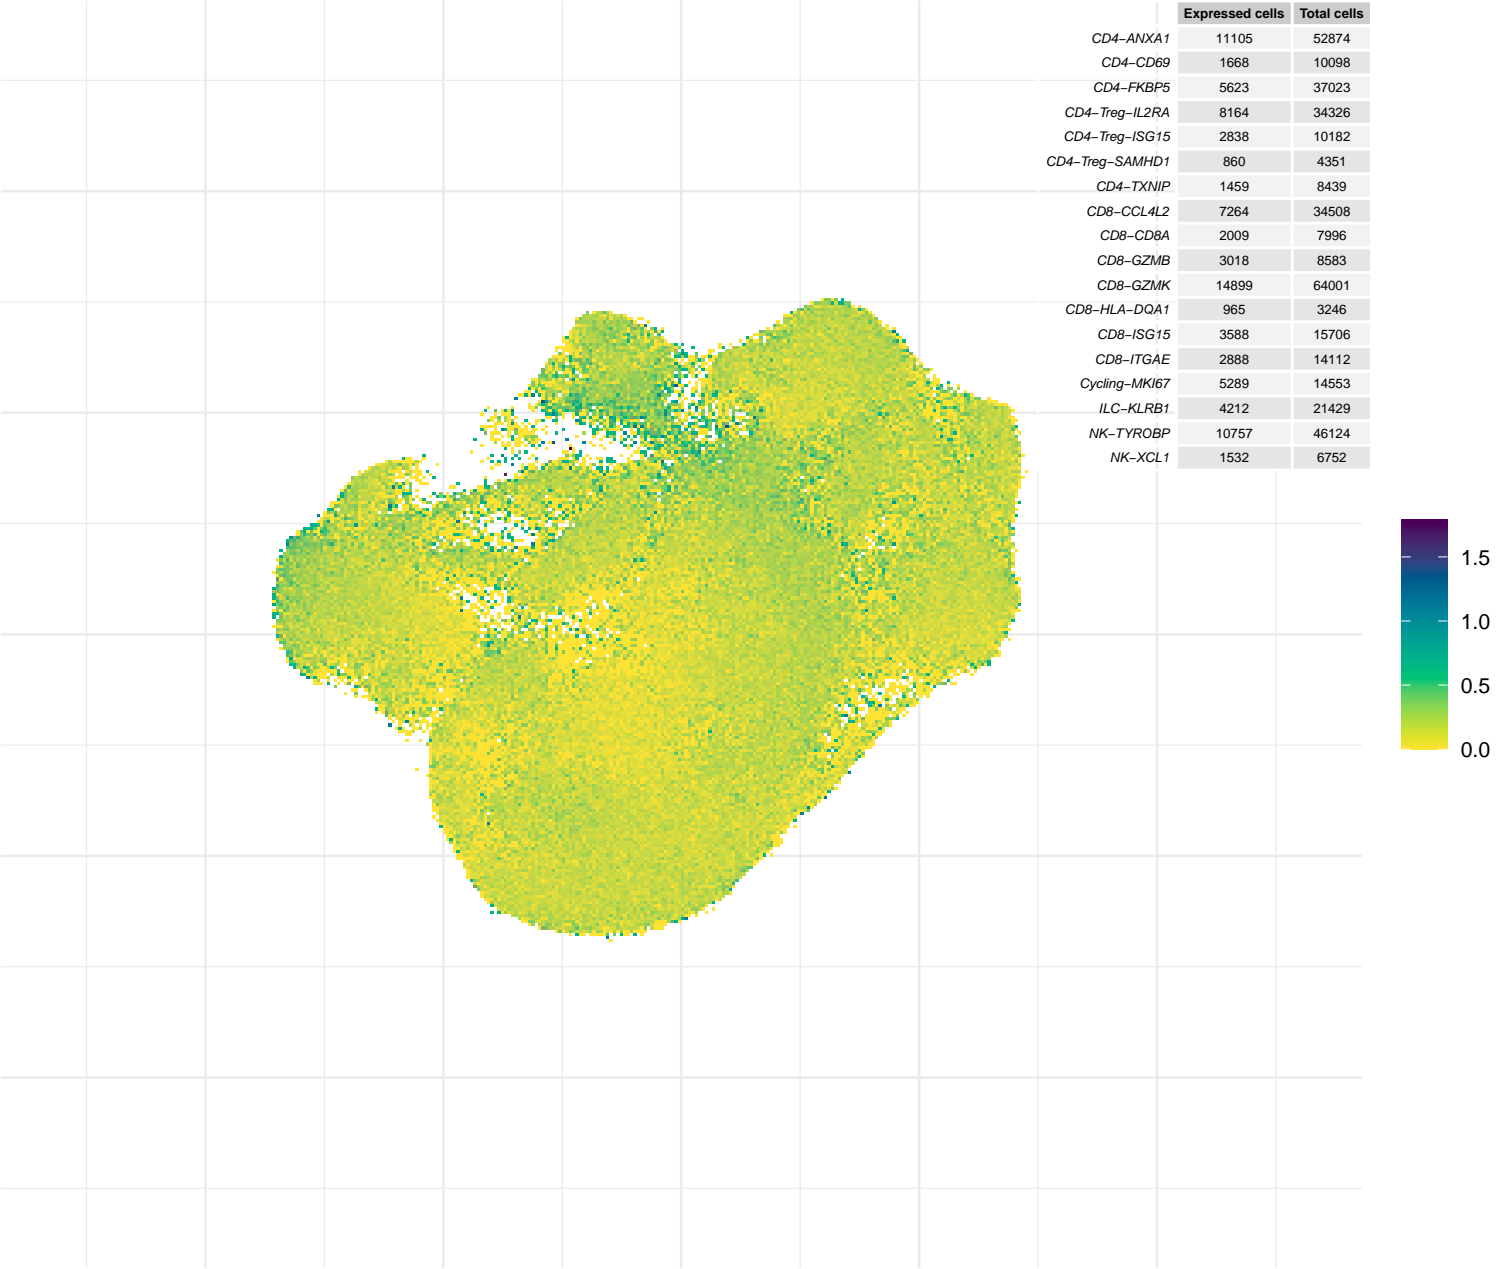 Expressed cells Total cells
CD4−ANXA1 11105 52874
CD4−CD69 1668 10098
CD4−FKBP5 5623 37023
CD4−Treg−IL2RA 8164 34326
CD4−Treg−ISG15 2838 10182
CD4−Treg−SAMHD1 860 4351
CD4−TXNIP 1459 8439
CD8−CCL4L2 7264 34508
CD8−CD8A 2009 7996
CD8−GZMB 3018 8583
CD8−GZMK 14899 64001
CD8−HLA−DQA1 965 3246
CD8−ISG15 3588 15706
CD8−ITGAE 2888 14112
Cycling−MKI67 5289 14553
ILC−KLRB1 4212 21429
NK−TYROBP 10757 46124
NK−XCL1 1532 6752
1.5
1.0
0.5
0.0